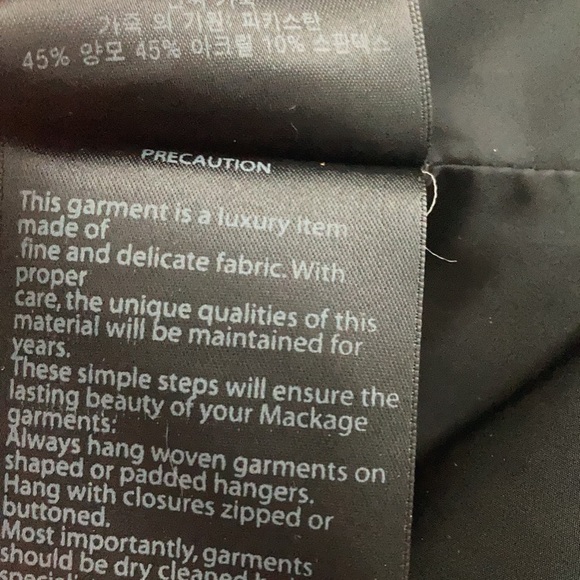 가죽 의 기원: 파키스탄
45% 양모 45% 아크릴 10% 스판덱스
PRECAUTION
This garment is a luxury item
made of
fine and delicate fabric. With
proper
care, the unique qualities of this
material will be maintained for
years.
These simple steps will ensure the
lasting beauty of your Mackage
garments:
Always hang woven garments on
shaped or padded hangers.
Hang with closures zipped or
buttoned.
Most importantly, garments
should be dry cleaned